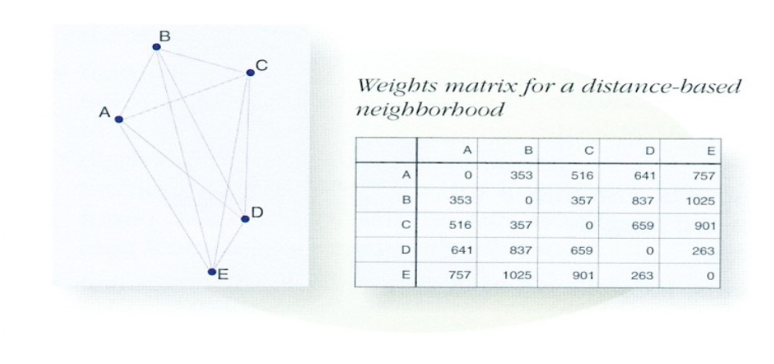 B
C
A
D
E
Weights matrix for a distance-based
neighborhood
A B C D E
A 0 353 516 641 757
B 353 0 357 837 1025
C 516 357 0 659 901
D 641 837 659 0 263
E 757 1025 901 263 0